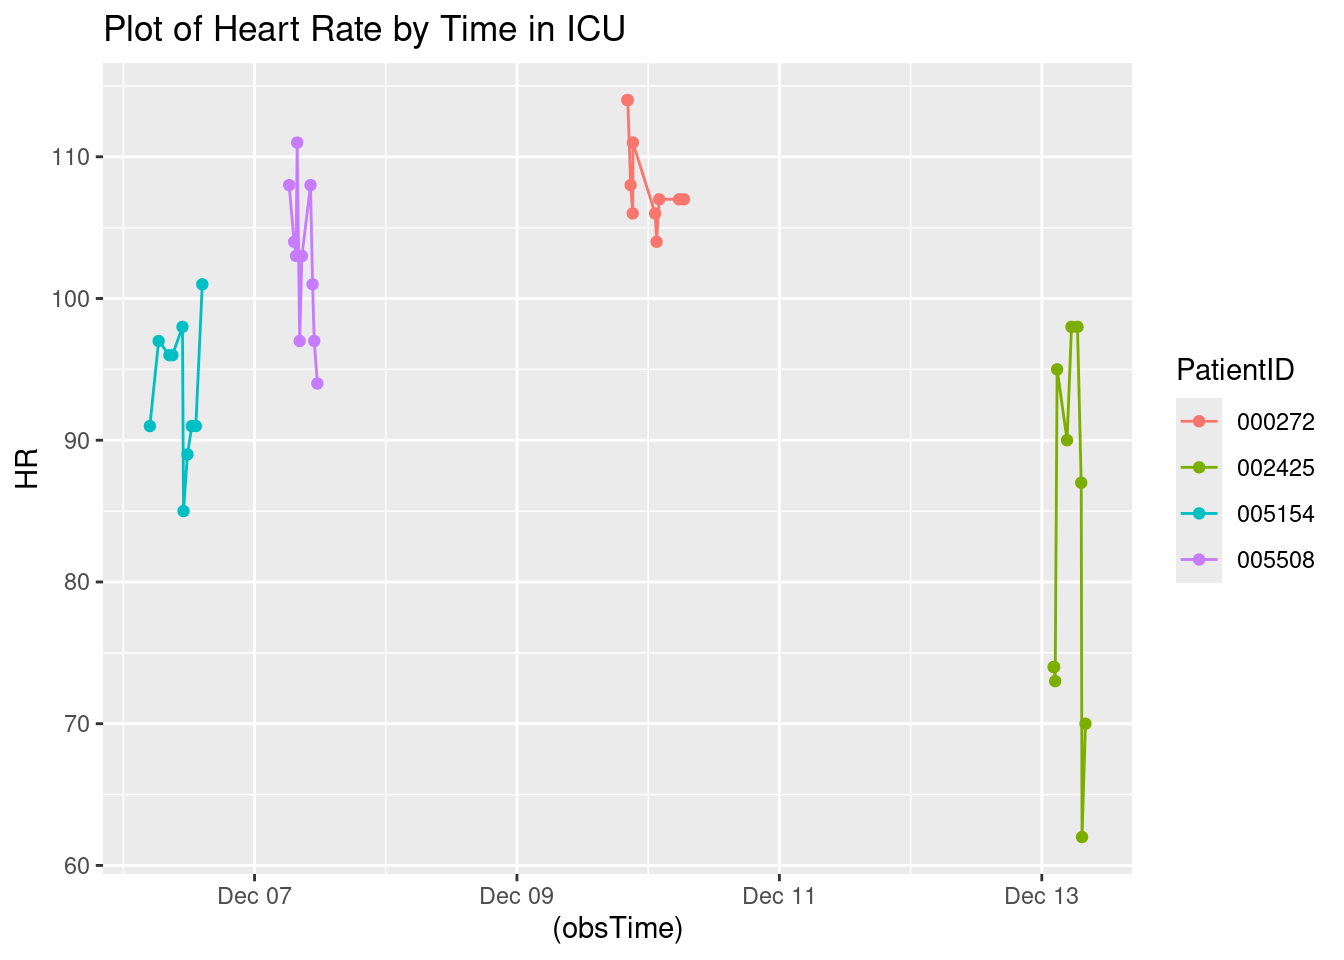 Plot of Heart Rate by Time in ICU
110
100
90
80
70
60
HR
Dec 07
Dec 09
Dec 11
Dec 13
(obsTime)
PatientID
000272
002425
005154
005508